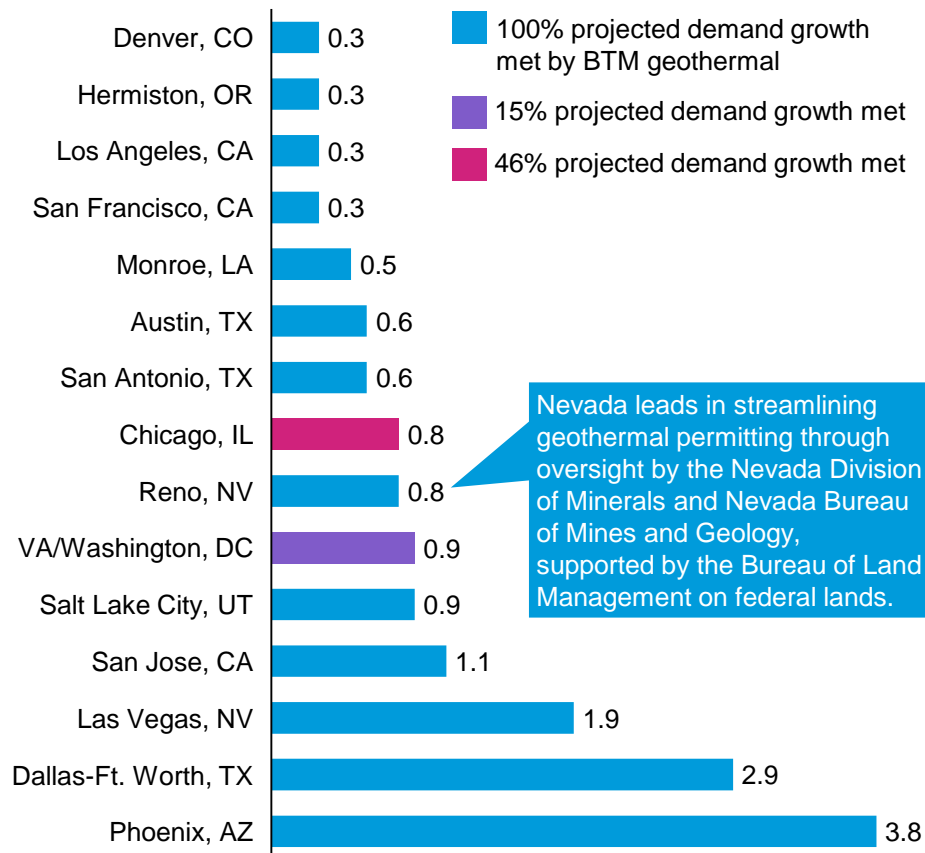 Denver, CO 0.3
Hermiston, OR 0.3
Los Angeles, CA 0.3
San Francisco, CA 0.3
Monroe, LA 0.5
Austin, TX 0.6
San Antonio, TX 0.6
Chicago, IL 0.8
Reno, NV 0.8
VA/Washington, DC 0.9
Salt Lake City, UT 0.9
San Jose, CA 1.1
Las Vegas, NV 1.9
Dallas-Ft. Worth, TX 2.9
Phoenix, AZ 3.8
100% projected demand growth
met by BTM geothermal
15% projected demand growth met
46% projected demand growth met
Nevada leads in streamlining
geothermal permitting through
oversight by the Nevada Division
of Minerals and Nevada Bureau
of Mines and Geology,
supported by the Bureau of Land
Management on federal lands.